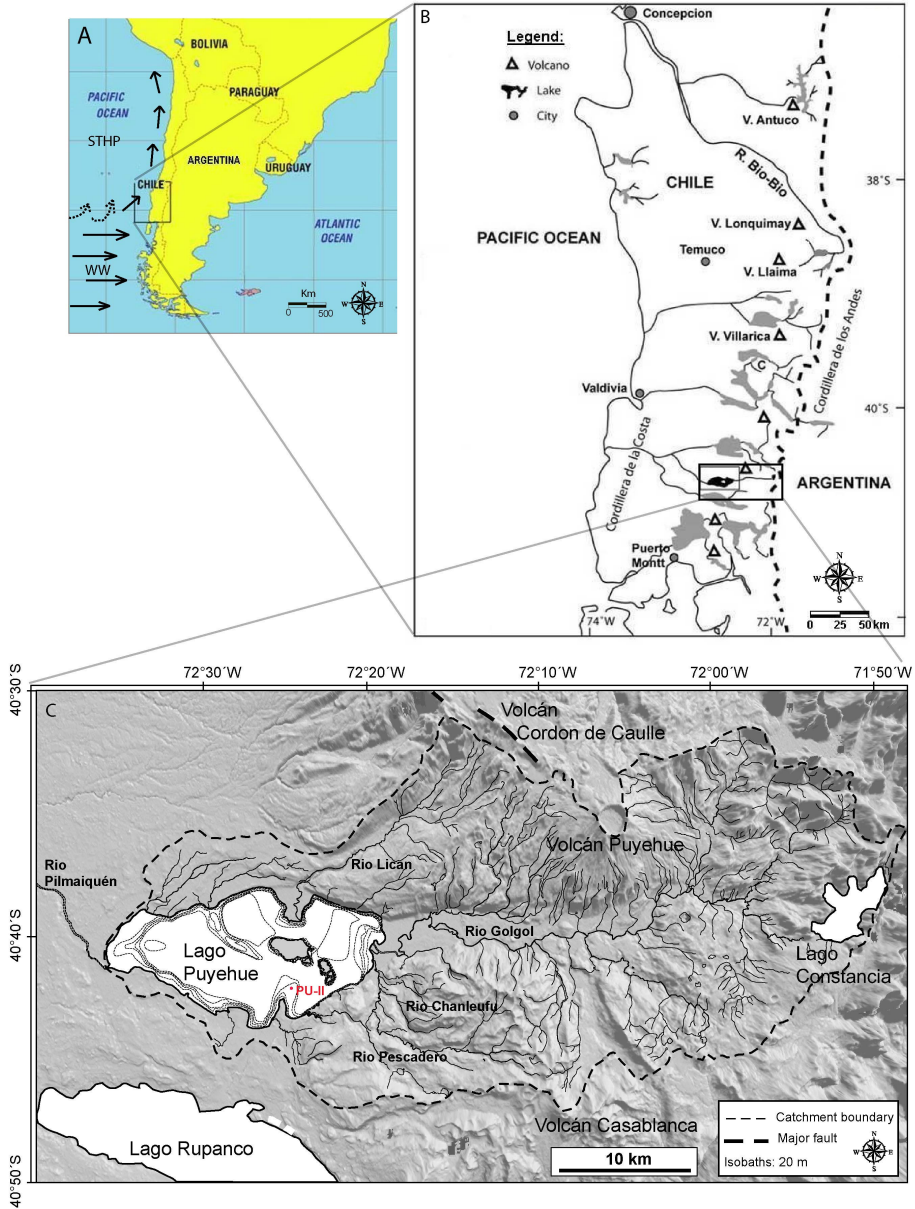 A
BOLIVIA
PACIFIC
OCEAN
PARAGUAY
STHP
ARGENTINA
URUGUAY
CHILE
ATLANTIC
OCEAN
WW
Km
0 500
N
W E
S
B
Concepcion
Legend:
Volcano
Lake
City
V. Antuco
R. Bio-Bio
38°S
CHILE
V. Lonquimay
PACIFIC OCEAN
Temuco
V. Llaima
V. Villarica
C
Cordillera de los Andes
Valdivia
40°S
Cordillera de la Costa
ARGENTINA
Puerto
Montt
N
W E
S
0 25 50 km
74°W
72°W
72°30'W 72°20'W 72°10'W 72°00'W 71°50'W
40°30'S
C
Volcán
Cordon de Caulle
Volcán Puyehue
Rio
Pilmaiquén
Rio Lican
Rio Golgol
40°40'S
Lago
Puyehue
Lago
Constancia
PU-II
Rio Chanleufu
Rio Pescadero
Volcán Casablanca
Lago Rupanco
10 km
Catchment boundary
Major fault
Isobaths: 20 m
N
W E
S
40°50'S